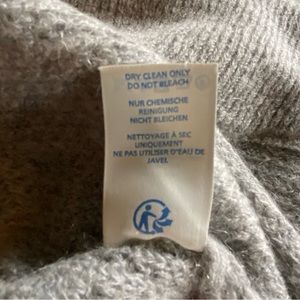 DRY CLEAN ONLY
DO NOT BLEACH
NUR CHEMISCHE
REINIGUNG
NICHT BLEICHEN
NETTOYAGE À SEC
UNIQUEMENT
NE PAS UTILISER D'EAU DE
JAVEL